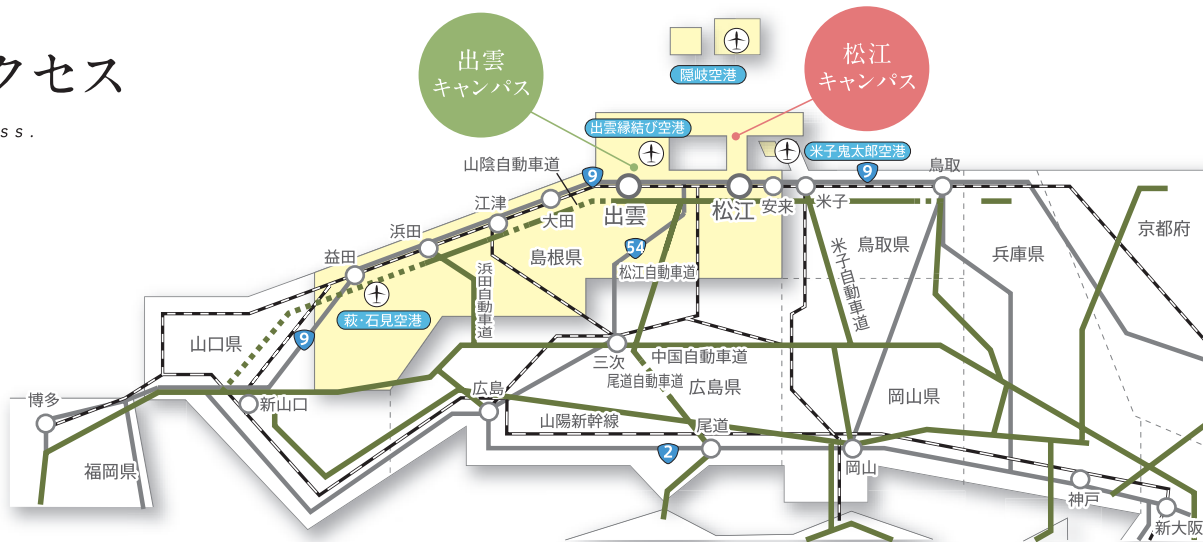 クセス
ss.
出雲
キャンパス
松江
キャンパス
隠岐空港
出雲縁結び空港
米子鬼太郎空港
山陰自動車道
9
9
鳥取
江津
大田
出雲
松江
安来
米子
浜田
益田
島根県
54
松江自動車道
米子自動車道
鳥取県
兵庫県
京都府
浜田自動車道
萩・石見空港
9
山口県
三次
中国自動車道
尾道自動車道
広島県
岡山県
博多
新山口
広島
山陽新幹線
尾道
2
岡山
福岡県
神戸
新大阪